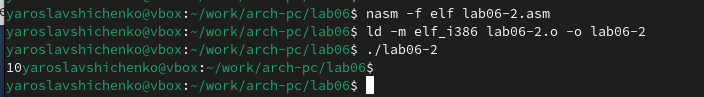 yaroslavshichenko@vbox:~/work/arch-pc/lab06$ nasm -f elf lab06-2.asm
yaroslavshichenko@vbox:~/work/arch-pc/lab06$ ld -m elf_i386 lab06-2.o -o lab06-2
yaroslavshichenko@vbox:~/work/arch-pc/lab06$ ./lab06-2
10yaroslavshichenko@vbox:~/work/arch-pc/lab06$
yaroslavshichenko@vbox:~/work/arch-pc/lab06$